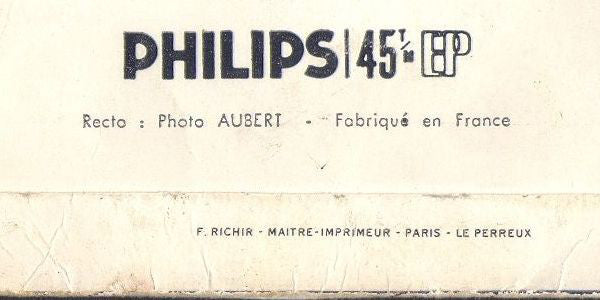 PHILIPS | 45 T/M EP
Recto : Photo AUBERT - Fabriqué en France
F. RICHIR - MAITRE-IMPRIMEUR - PARIS - LE PERREUX